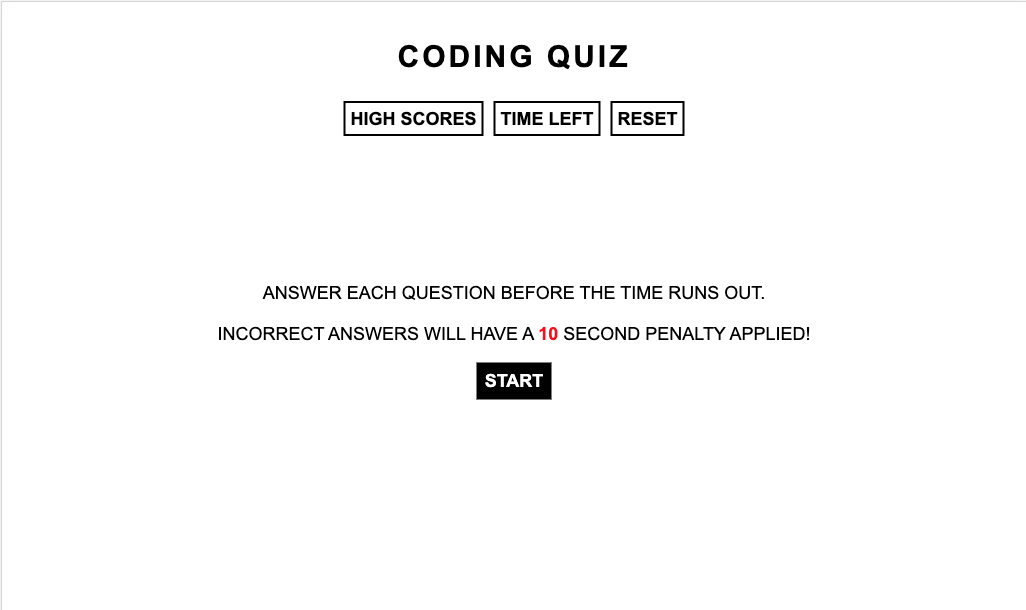 CODING QUIZ
HIGH SCORES TIME LEFT RESET
ANSWER EACH QUESTION BEFORE THE TIME RUNS OUT.
INCORRECT ANSWERS WILL HAVE A 10 SECOND PENALTY APPLIED!
START